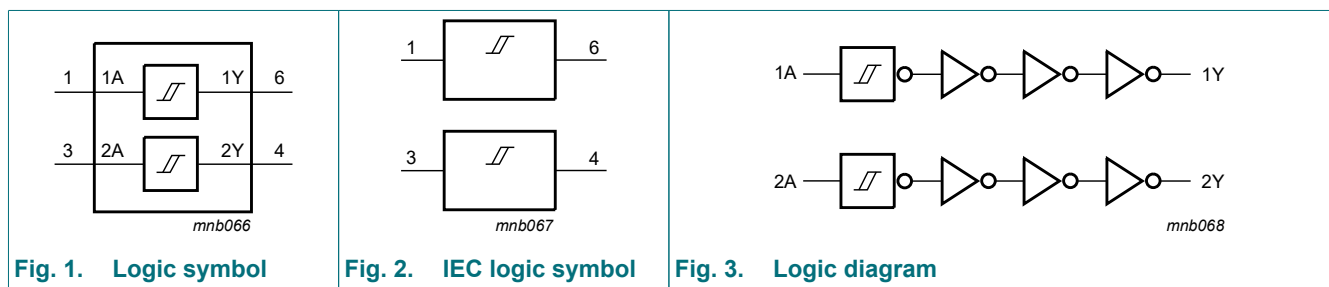 1 1A 1Y 6
3 2A 2Y 4
mnb066
Fig. 1. Logic symbol
1 6
3 4
mnb067
Fig. 2. IEC logic symbol
1A 1Y
2A 2Y
mnb068
Fig. 3. Logic diagram